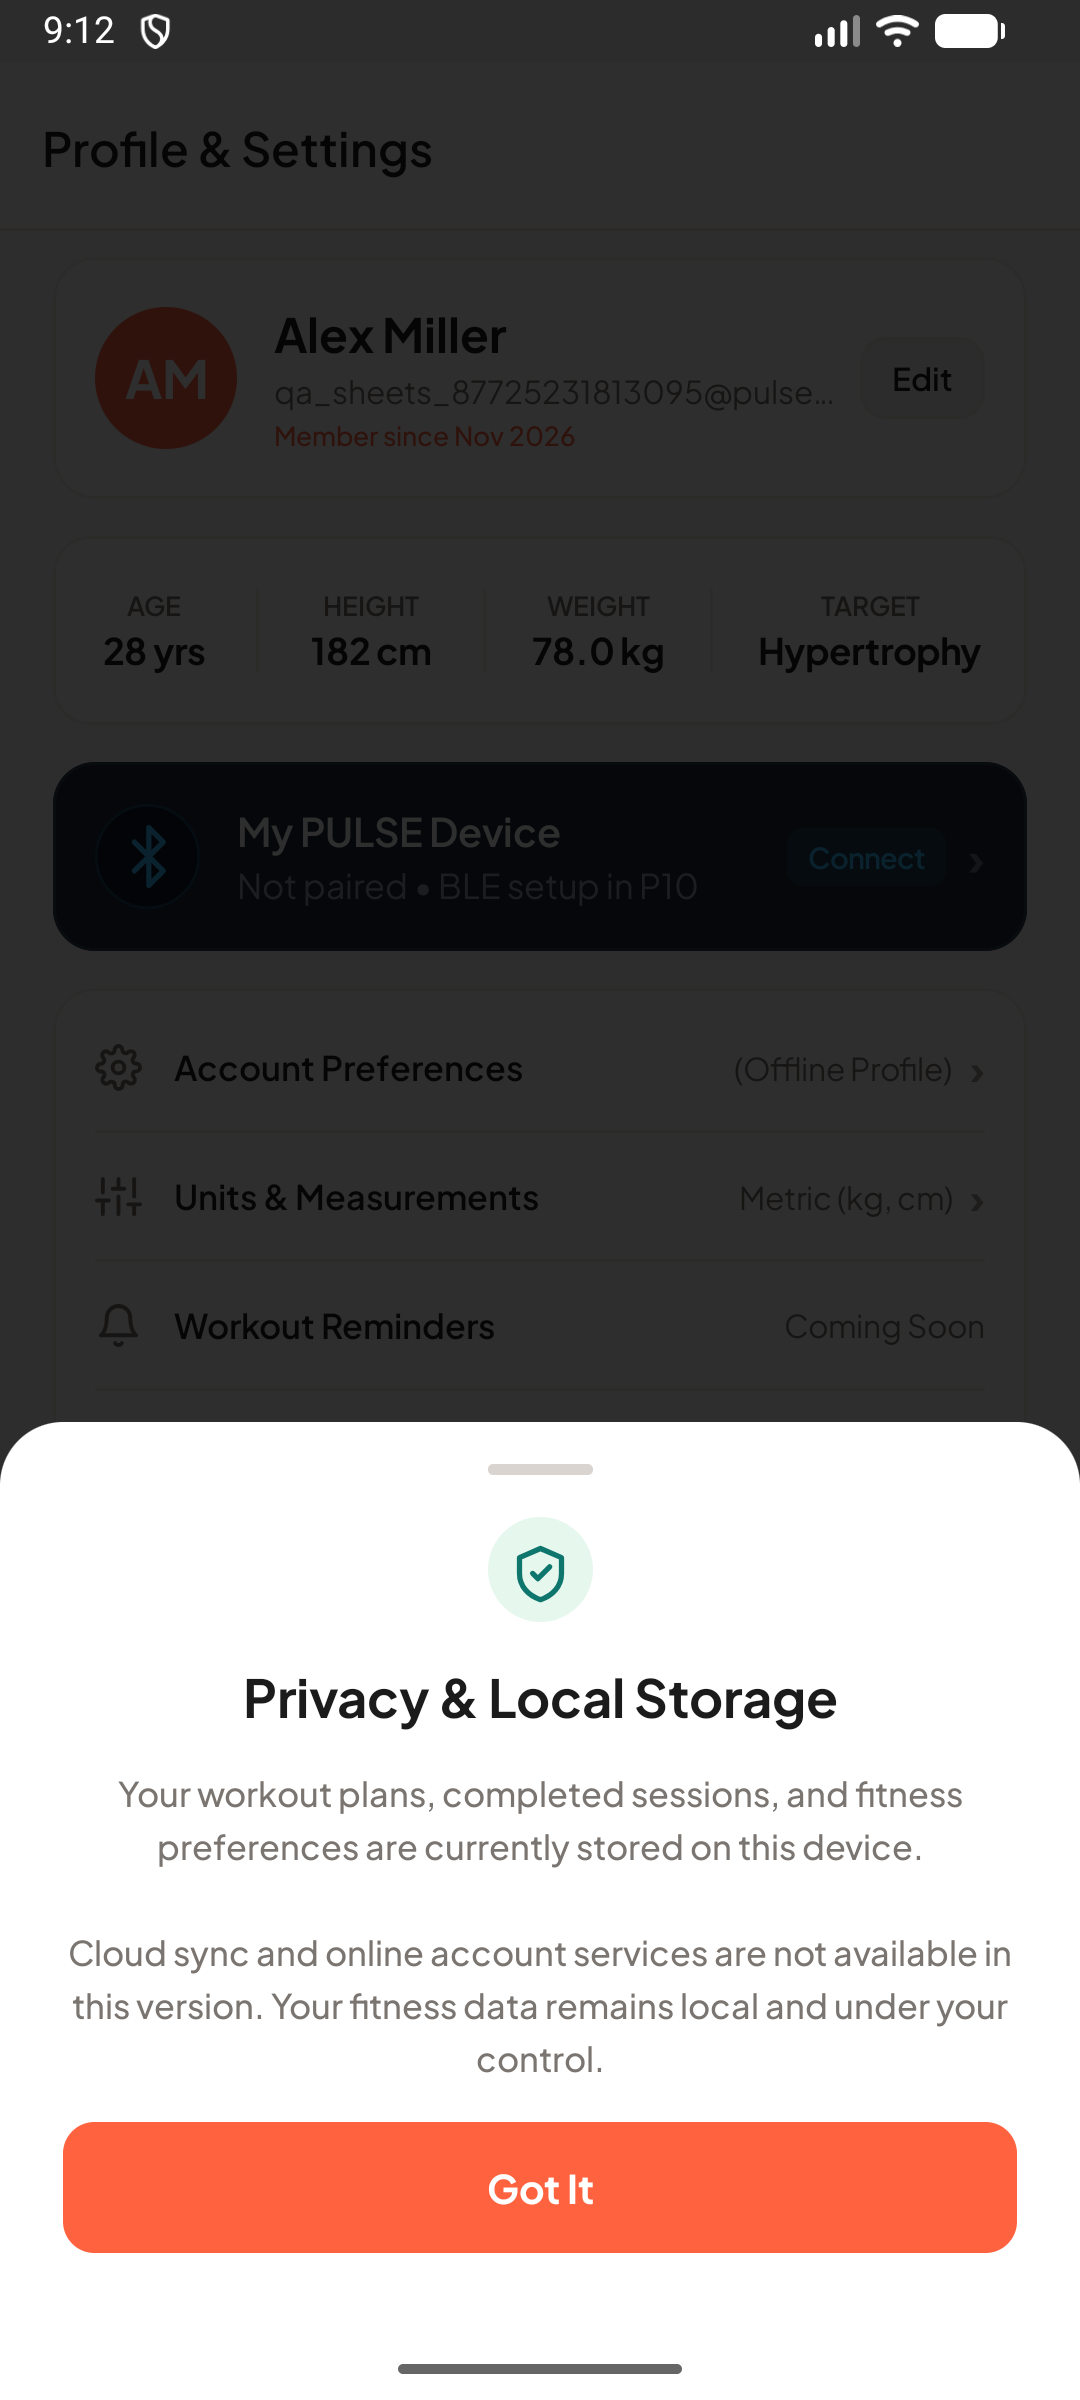 9:12
Profile & Settings
AM
Alex Miller
qa_sheets_87725231813095@pulse...
Member since Nov 2026
Edit
AGE
28 yrs
HEIGHT
182 cm
WEIGHT
78.0 kg
TARGET
Hypertrophy
My PULSE Device
Not paired • BLE setup in P10
Connect
Account Preferences
(Offline Profile)
Units & Measurements
Metric (kg, cm)
Workout Reminders
Coming Soon
Privacy & Local Storage
Your workout plans, completed sessions, and fitness
preferences are currently stored on this device.
Cloud sync and online account services are not available in
this version. Your fitness data remains local and under your
control.
Got It